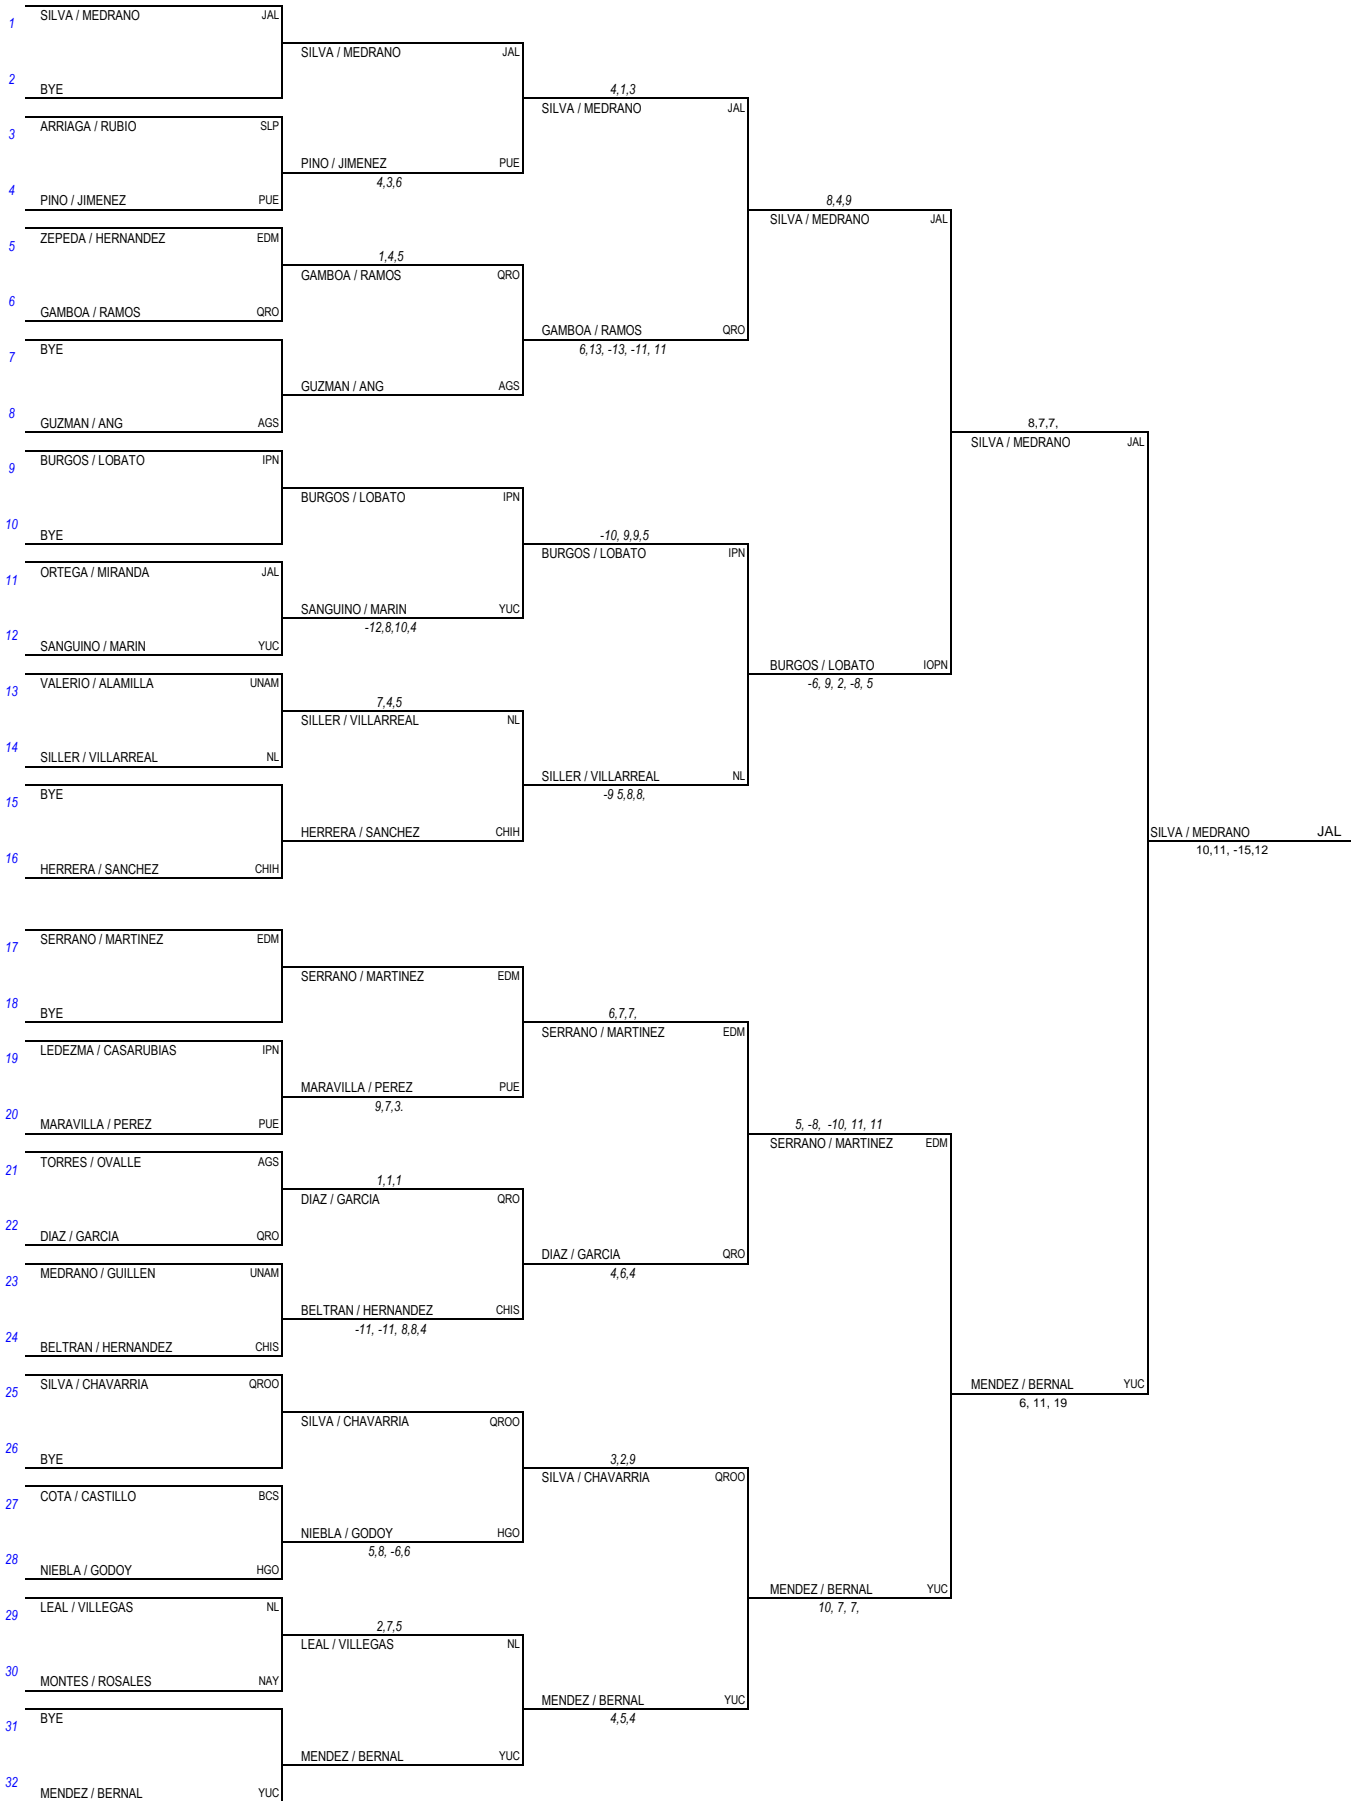 1 SILVA / MEDRANO JAL
SILVA / MEDRANO JAL
2 BYE
4,1,3
SILVA / MEDRANO JAL
3 ARRIAGA / RUBIO SLP
PINO / JIMENEZ PUE
4,3,6
4 PINO / JIMENEZ PUE
8,4,9
SILVA / MEDRANO JAL
5 ZEPEDA / HERNANDEZ EDM
1,4,5
GAMBOA / RAMOS QRO
6 GAMBOA / RAMOS QRO
GAMBOA / RAMOS QRO
6,13, -13, -11, 11
7 BYE
GUZMAN / ANG AGS
8 GUZMAN / ANG AGS
8,7,7,
SILVA / MEDRANO JAL
9 BURGOS / LOBATO IPN
BURGOS / LOBATO IPN
10 BYE
-10, 9,9,5
BURGOS / LOBATO IPN
11 ORTEGA / MIRANDA JAL
SANGUINO / MARIN YUC
-12,8,10,4
12 SANGUINO / MARIN YUC
BURGOS / LOBATO IOPN
-6, 9, 2, -8, 5
13 VALERIO / ALAMILLA UNAM
7,4,5
SILLER / VILLARREAL NL
14 SILLER / VILLARREAL NL
SILLER / VILLARREAL NL
-9 5,8,8,
15 BYE
HERRERA / SANCHEZ CHIH
16 HERRERA / SANCHEZ CHIH
SILVA / MEDRANO JAL
10,11, -15,12
17 SERRANO / MARTINEZ EDM
SERRANO / MARTINEZ EDM
18 BYE
6,7,7,
SERRANO / MARTINEZ EDM
19 LEDEZMA / CASARUBIAS IPN
MARAVILLA / PEREZ PUE
9,7,3.
20 MARAVILLA / PEREZ PUE
5, -8, -10, 11, 11
SERRANO / MARTINEZ EDM
21 TORRES / OVALLE AGS
1,1,1
DIAZ / GARCIA QRO
22 DIAZ / GARCIA QRO
DIAZ / GARCIA QRO
4,6,4
23 MEDRANO / GUILLEN UNAM
BELTRAN / HERNANDEZ CHIS
-11, -11, 8,8,4
24 BELTRAN / HERNANDEZ CHIS
MENDEZ / BERNAL YUC
6, 11, 19
25 SILVA / CHAVARRIA QROO
SILVA / CHAVARRIA QROO
26 BYE
3,2,9
SILVA / CHAVARRIA QROO
27 COTA / CASTILLO BCS
NIEBLA / GODOY HGO
5,8, -6,6
28 NIEBLA / GODOY HGO
MENDEZ / BERNAL YUC
10, 7, 7,
29 LEAL / VILLEGAS NL
2,7,5
LEAL / VILLEGAS NL
30 MONTES / ROSALES NAY
MENDEZ / BERNAL YUC
4,5,4
31 BYE
MENDEZ / BERNAL YUC
32 MENDEZ / BERNAL YUC